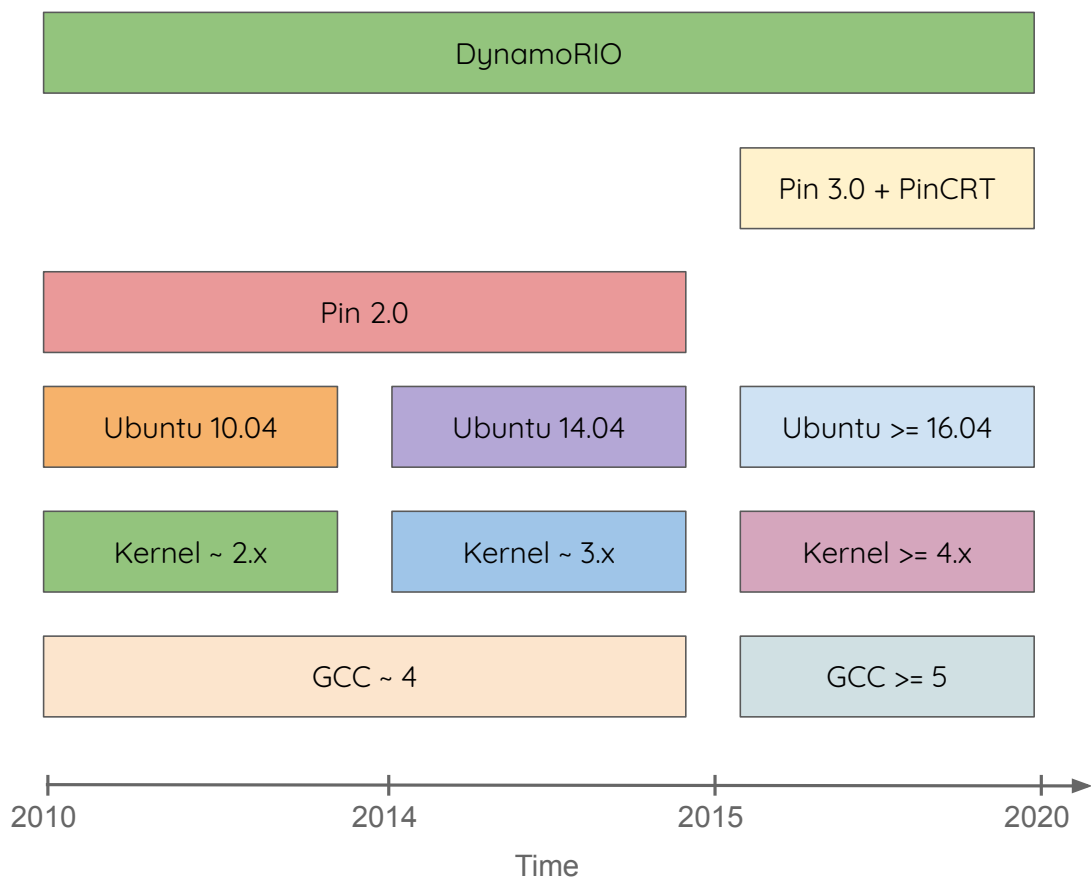 DynamoRIO
Pin 3.0 + PinCRT
Pin 2.0
Ubuntu 10.04
Ubuntu 14.04
Ubuntu >= 16.04
Kernel ~ 2.x
Kernel ~ 3.x
Kernel >= 4.x
GCC ~ 4
GCC >= 5
2010
2014
2015
2020
Time